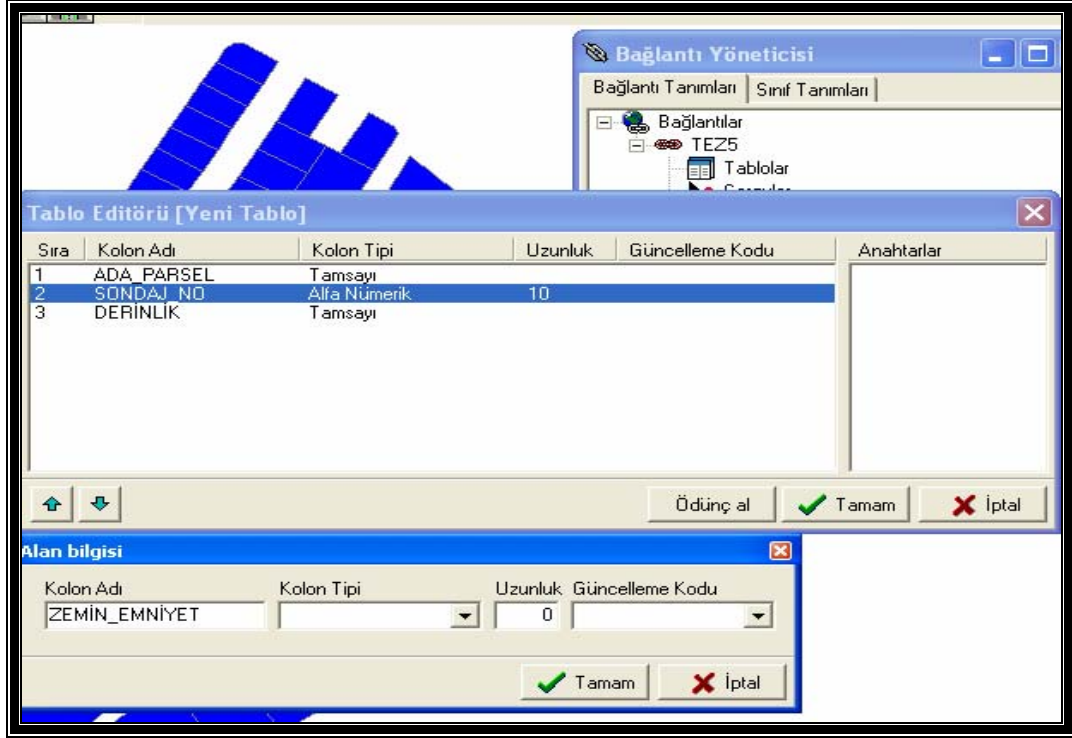 Bağlantı Yöneticisi
Bağlantı Tanımları Sınıf Tanımları
Bağlantılar
TEZ5
Tablolar
Tablo Editörü [Yeni Tablo]
Sıra Kolon Adı Kolon Tipi Uzunluk Güncelleme Kodu Anahtarlar
1 ADA_PARSEL Tamsayı
2 SONDAJ_NO Alfa Nümerik 10
3 DERİNLİK Tamsayı
Ödünç al Tamam İptal
Alan bilgisi
Kolon Adı Kolon Tipi Uzunluk Güncelleme Kodu
ZEMİN_EMNİYET 0
Tamam İptal